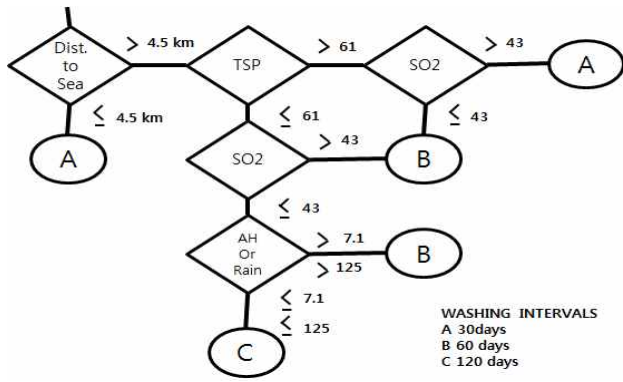 Dist.
to
Sea
> 4.5 km
TSP
> 61
SO2
> 43
A
≤ 4.5 km
A
≤ 61
≤ 43
SO2
> 43
B
≤ 43
AH
Or
Rain
> 7.1
> 125
B
≤ 7.1
≤ 125
C
WASHING INTERVALS
A 30days
B 60 days
C 120 days